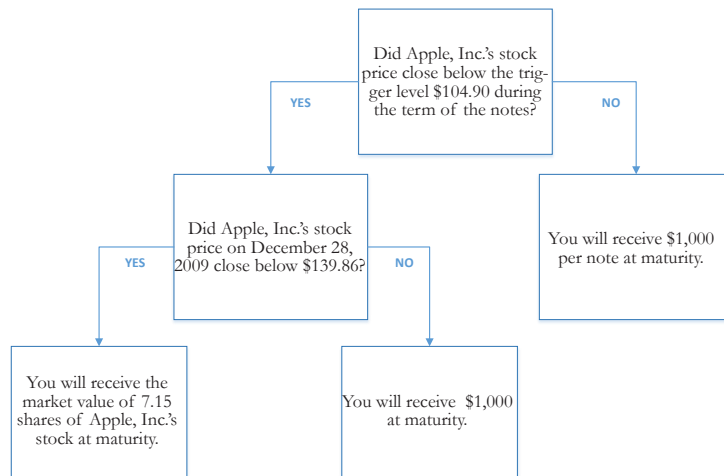 Did Apple, Inc.'s stock
price close below the trig-
ger level $104.90 during
the term of the notes?
YES
NO
Did Apple, Inc.'s stock
price on December 28,
2009 close below $139.86?
You will receive $1,000
per note at maturity.
YES
NO
You will receive the
market value of 7.15
shares of Apple, Inc.'s
stock at maturity.
You will receive $1,000
at maturity.